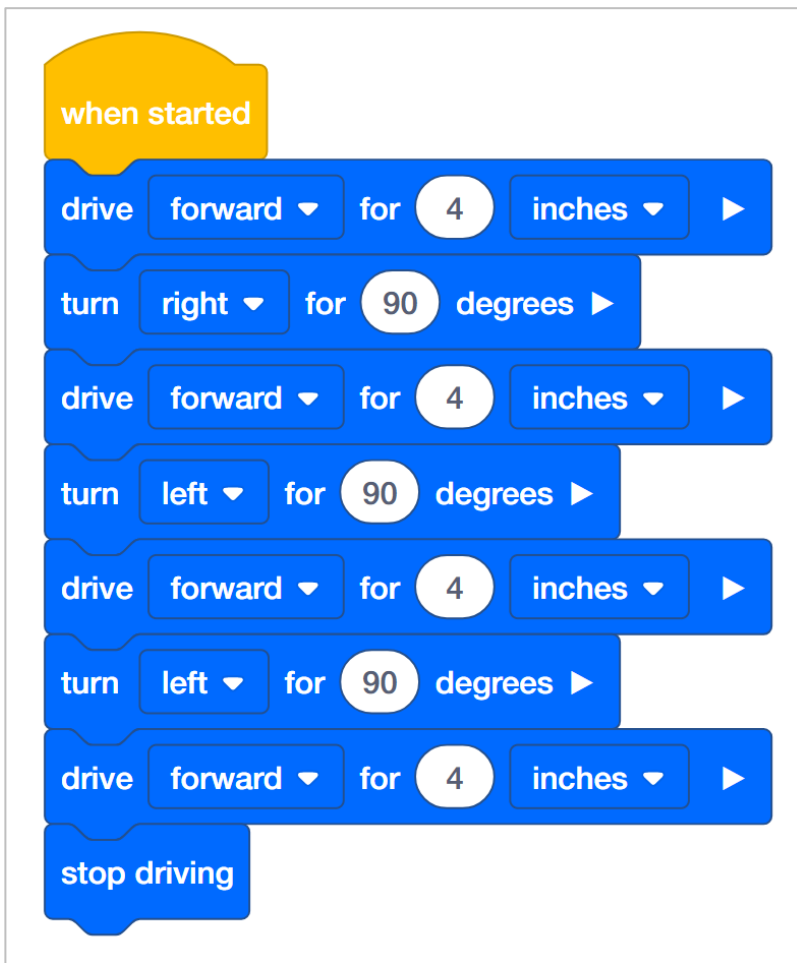 when started
drive forward for 4 inches
turn right for 90 degrees
drive forward for 4 inches
turn left for 90 degrees
drive forward for 4 inches
turn left for 90 degrees
drive forward for 4 inches
stop driving